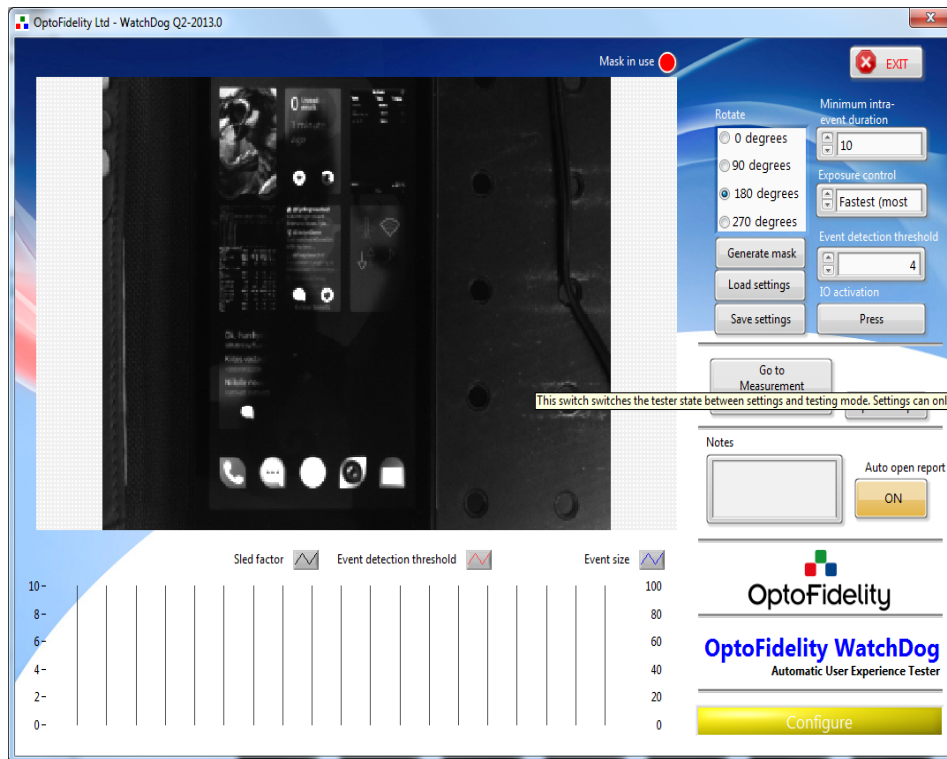 OptoFidelity Ltd - WatchDog Q2-2013.0
x
Mask in use
EXIT
Rotate
0 degrees
90 degrees
180 degrees
270 degrees
Minimum intra-
event duration
10
Exposure control
Fastest (most
Event detection threshold
4
Generate mask
Load settings
Save settings
IO activation
Press
0
1 minute
ago
Go to
Measurement
This switch switches the tester state between settings and testing mode. Settings can onl
Notes
Auto open report
ON
Sled factor
Event detection threshold
Event size
10
8
6
4
2
0
100
80
60
40
20
0
OptoFidelity
OptoFidelity WatchDog
Automatic User Experience Tester
Configure